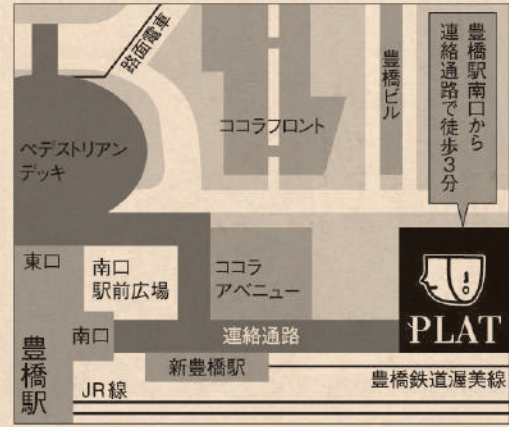 路面電車
ペデストリアン
デッキ
ココラフロント
豊橋ビル
豊橋駅南口から
連絡通路で徒歩3分
東口
南口
駅前広場
ココラ
アベニュー
PLAT
南口
連絡通路
豊橋駅
新豊橋駅
豊橋鉄道渥美線
JR線